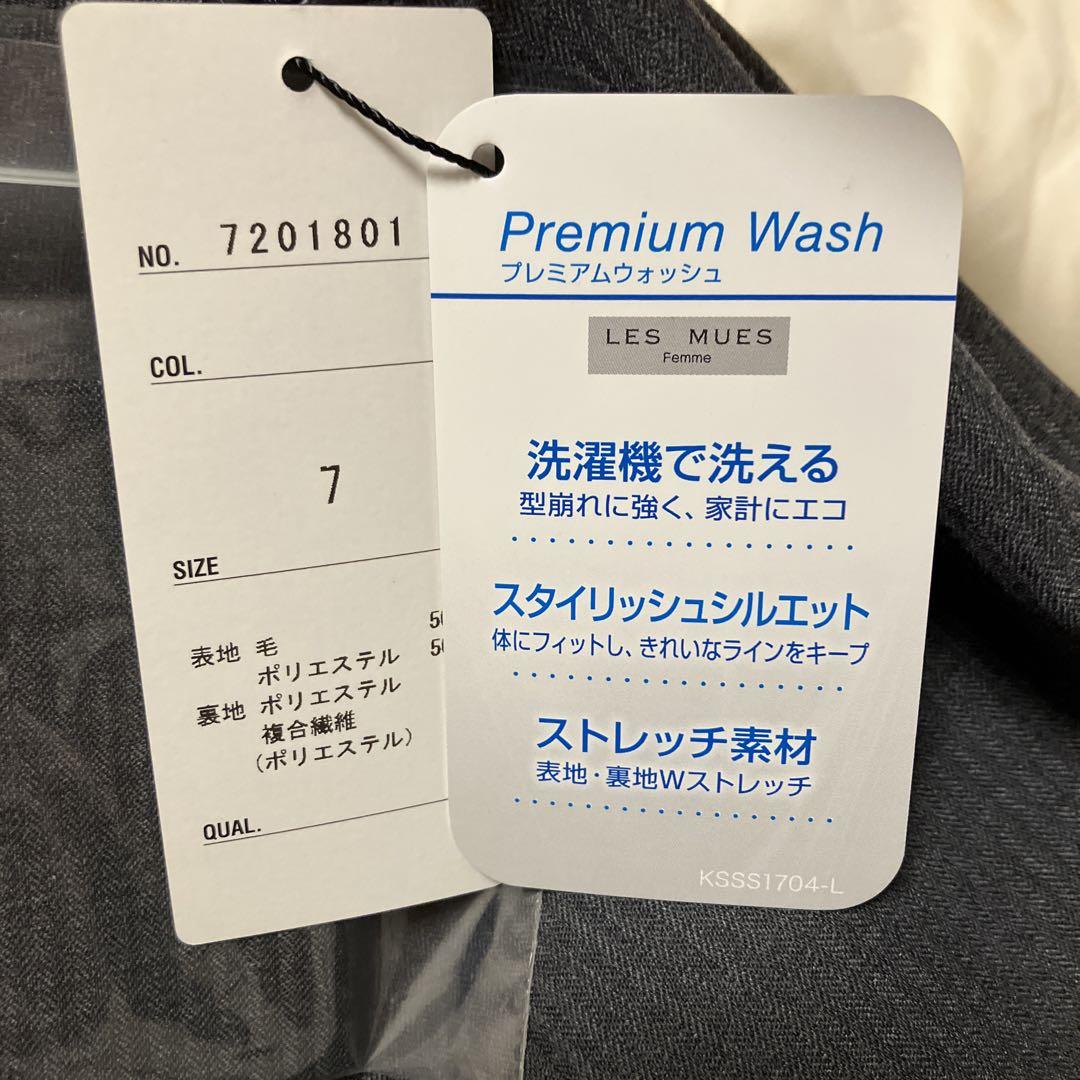 NO. 7201801
COL.
7
SIZE
表地 毛
ポリエステル
裏地 ポリエステル
複合繊維
(ポリエステル)
QUAL.
Premium Wash
プレミアムウォッシュ
LES MUES
Femme
洗濯機で洗える
型崩れに強く、家計にエコ
スタイリッシュシルエット
体にフィットし、きれいなラインをキープ
ストレッチ素材
表地・裏地Wストレッチ
KSSS1704-L